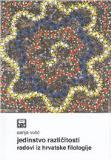 sanja vulić
jedinstvo različitosti
radovi iz hrvatske filologije